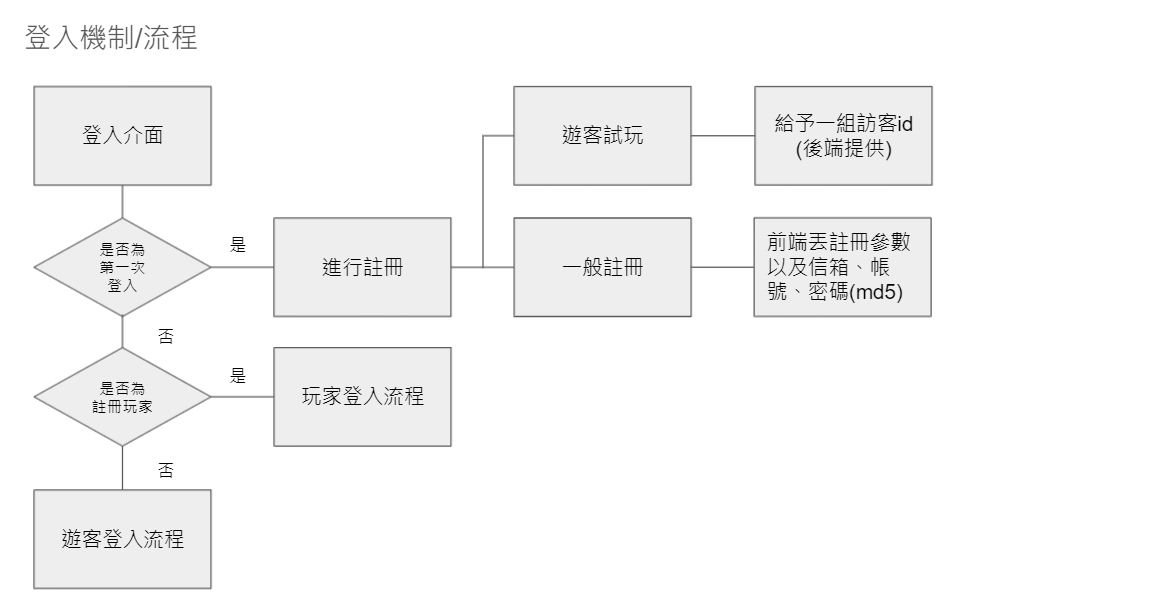 登入機制/流程
登入介面
遊客試玩
給予一組訪客id
(後端提供)
是否為
第一次
登入
是
進行註冊
一般註冊
前端丟註冊參數
以及信箱、帳
號、密碼(md5)
否
是否為
註冊玩家
是
玩家登入流程
否
遊客登入流程